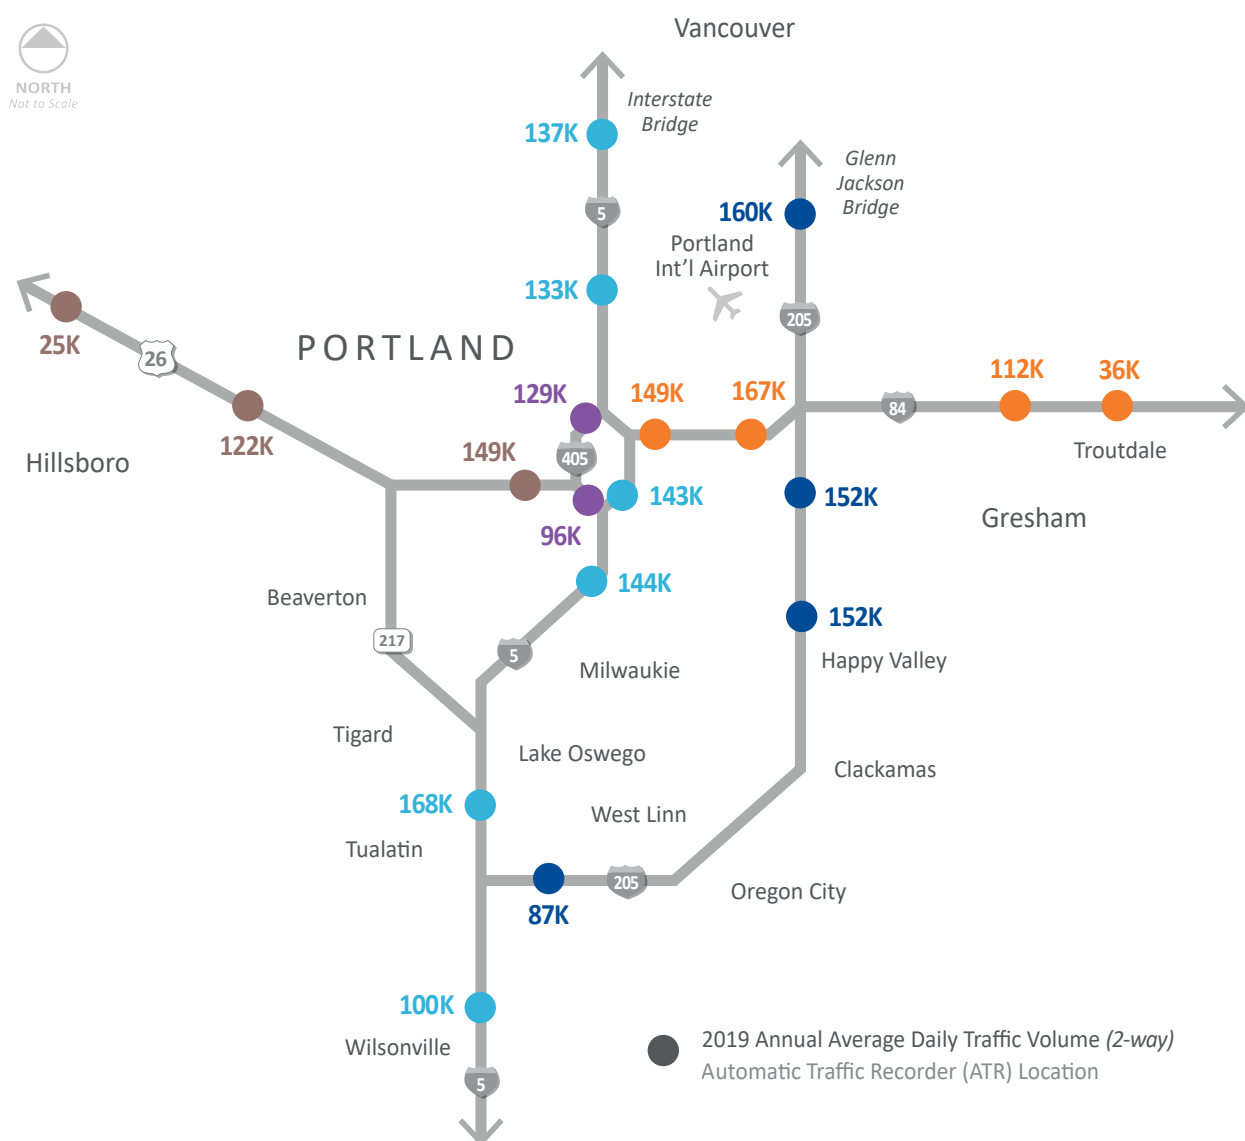 Vancouver
NORTH
Not to Scale
Interstate
Bridge
137K
Glenn
Jackson
Bridge
5
160K
Portland
Int'l Airport
133K
205
25K
26
PORTLAND
129K
149K
167K
112K
36K
84
122K
149K
405
Troutdale
Hillsboro
143K
152K
Gresham
96K
144K
Beaverton
152K
217
5
Milwaukie
Happy Valley
Tigard
Lake Oswego
Clackamas
168K
West Linn
Tualatin
205
Oregon City
87K
100K
Wilsonville
2019 Annual Average Daily Traffic Volume (2-way)
Automatic Traffic Recorder (ATR) Location
5